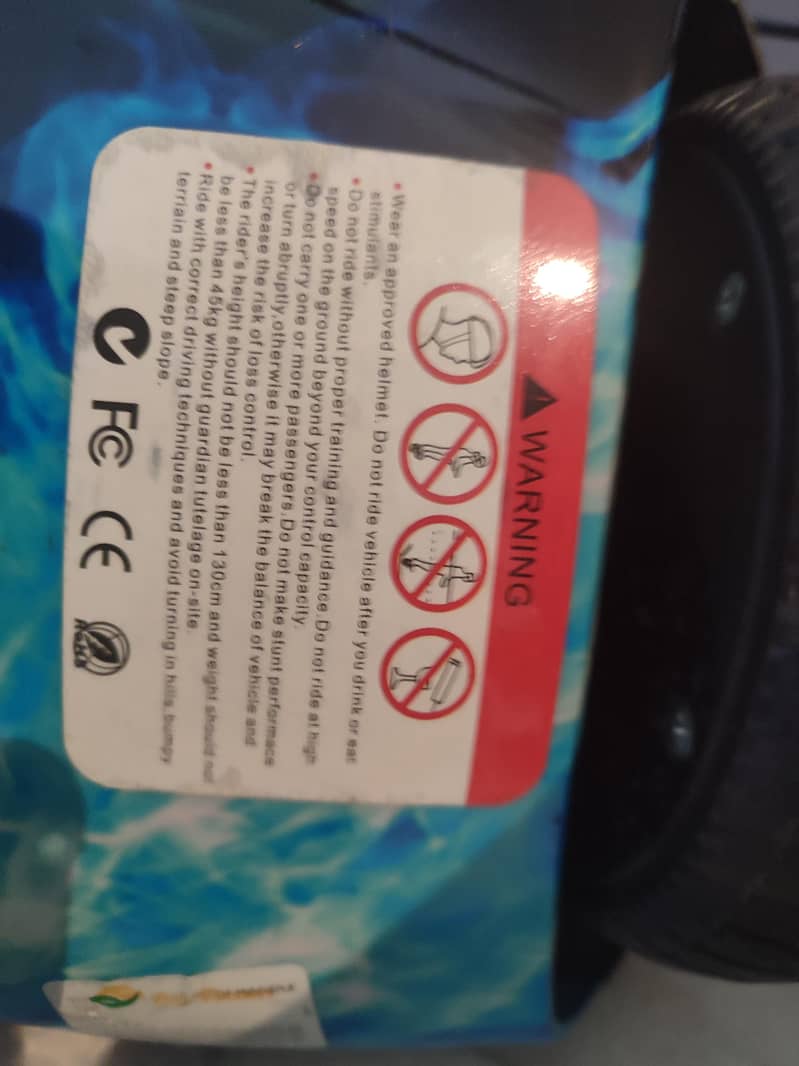 WARNING
• Wear an approved helmet. Do not ride vehicle after you drink or eat
stimulants.
• Do not ride without proper training and guidance.Do not ride at high
speed on the ground beyond your control capacity.
• Do not carry one or more passengers.Do not make stunt performace
or turn abruptly,otherwise it may break the balance of vehicle and
increase the risk of loss control.
• The rider's height should not be less than 130cm and weight should not
be less than 45kg without guardian tutelage on-site.
• Ride with correct driving techniques and avoid turning in hills,bumpy
terriain and steep slope.
FC CE RoHS